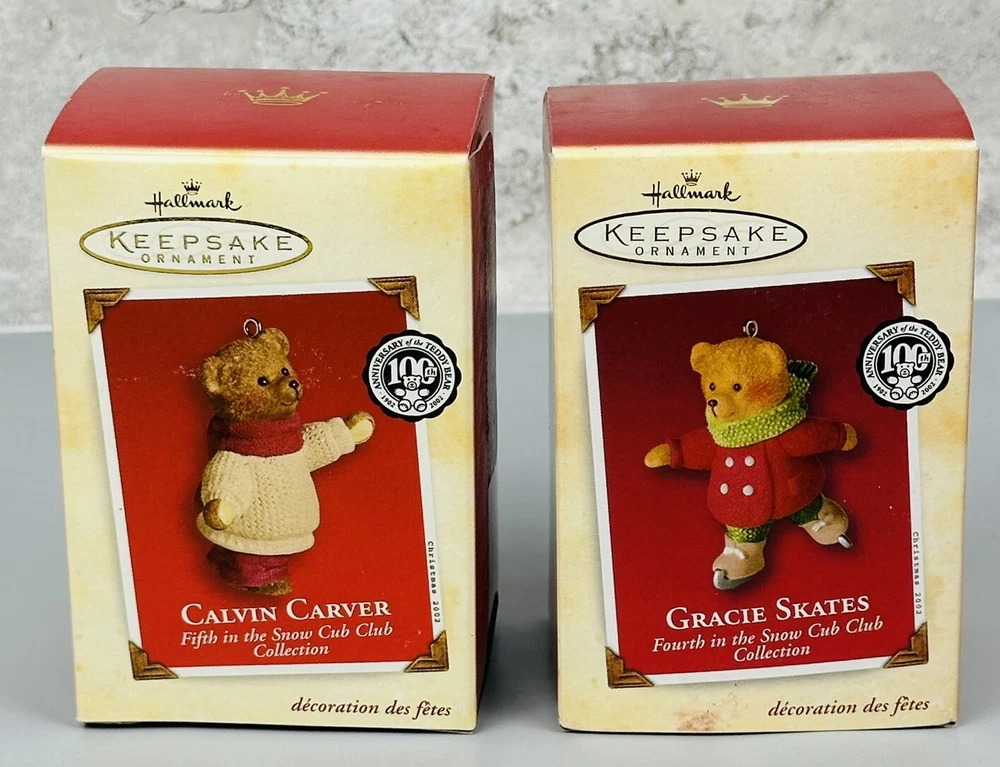 Hallmark
KEEPSAKE
ORNAMENT
ANNIVERSARY of the TEDDY BEAR
100th
1902 2002
Christmas 2002
CALVIN CARVER
Fifth in the Snow Cub Club
Collection
décoration des fêtes
Hallmark
KEEPSAKE
ORNAMENT
ANNIVERSARY of the TEDDY BEAR
100th
1902 2002
Christmas 2002
GRACIE SKATES
Fourth in the Snow Cub Club
Collection
décoration des fêtes